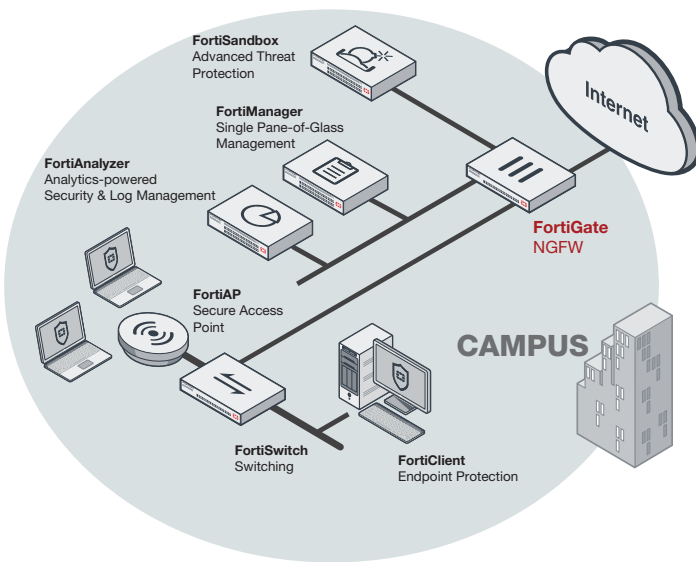 FortiSandbox
Advanced Threat
Protection
FortiManager
Single Pane-of-Glass
Management
FortiAnalyzer
Analytics-powered
Security & Log Management
Internet
FortiGate
NGFW
FortiAP
Secure Access
Point
CAMPUS
FortiSwitch
Switching
FortiClient
Endpoint Protection